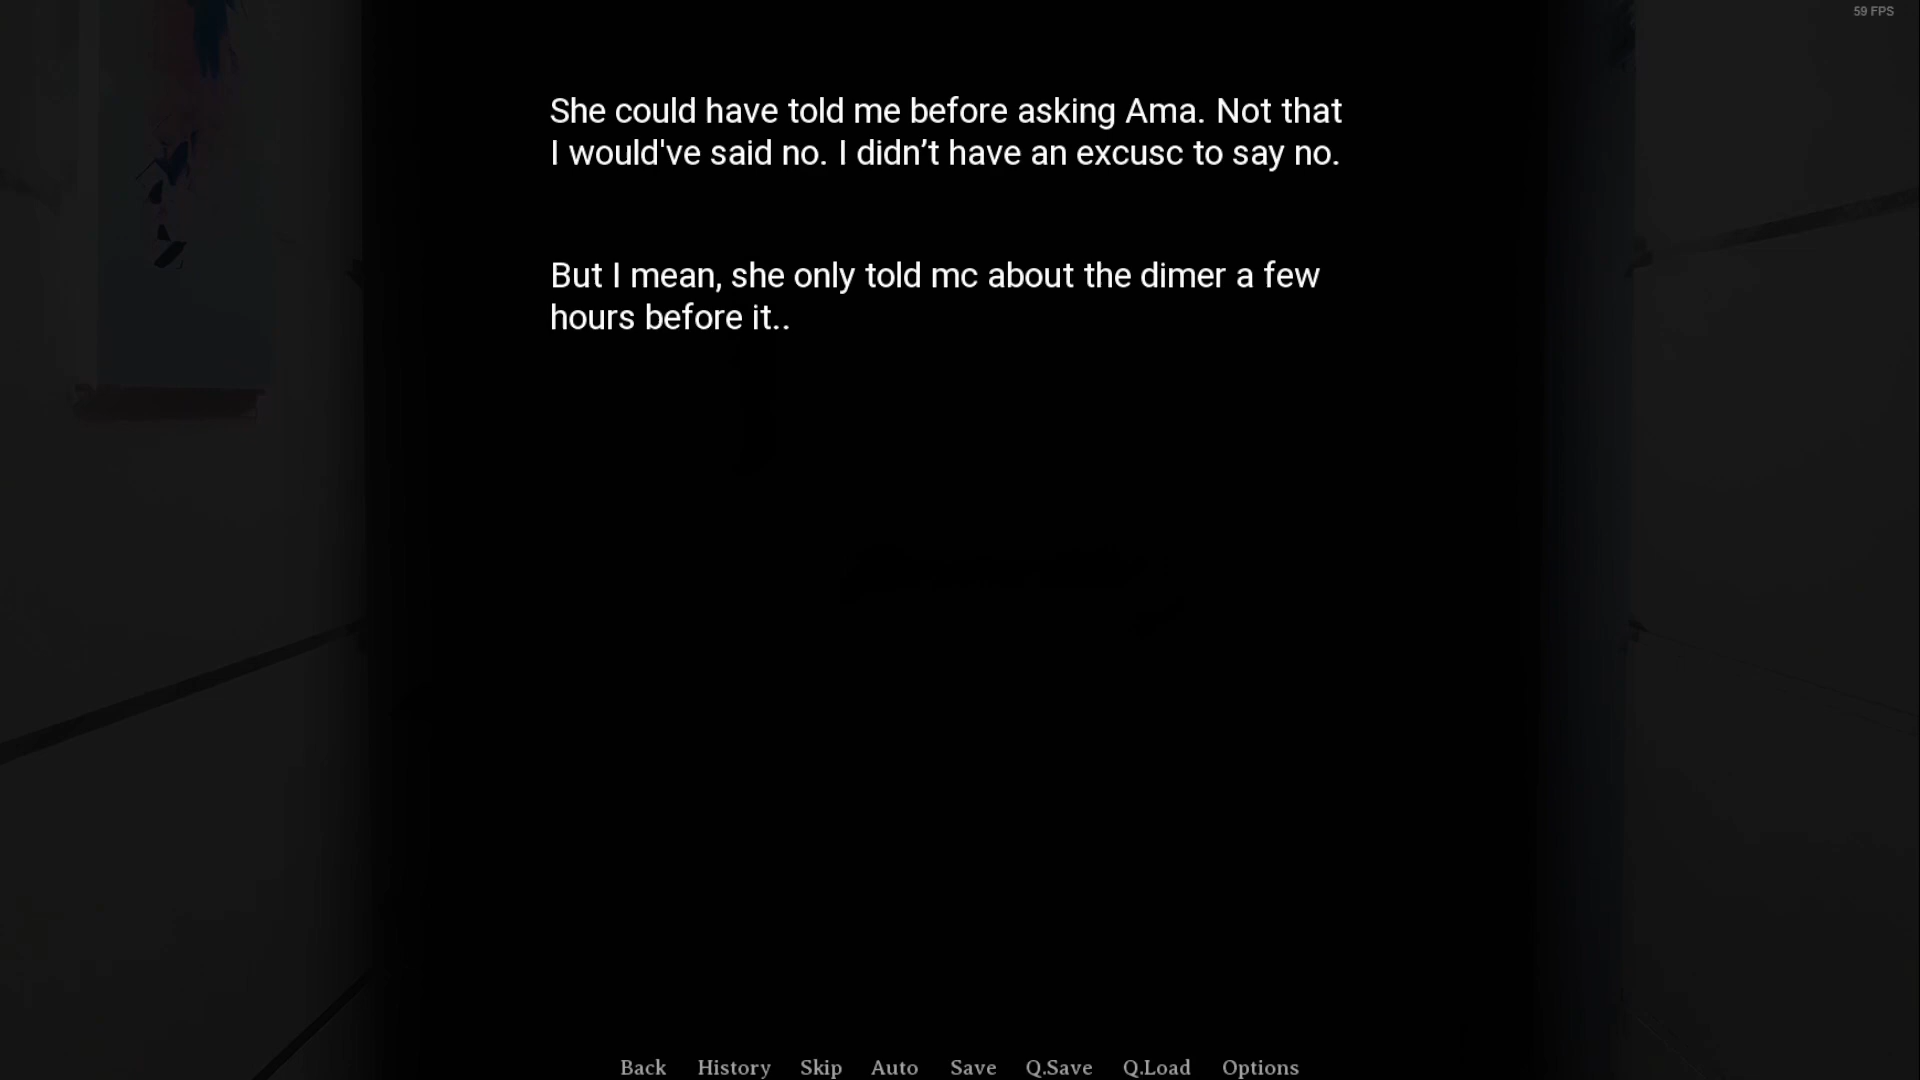 59 FPS
She could have told me before asking Ama. Not that
I would've said no. I didn’t have an excusc to say no.
But I mean, she only told mc about the dimer a few
hours before it..
Back History Skip Auto Save Q.Save Q.Load Options